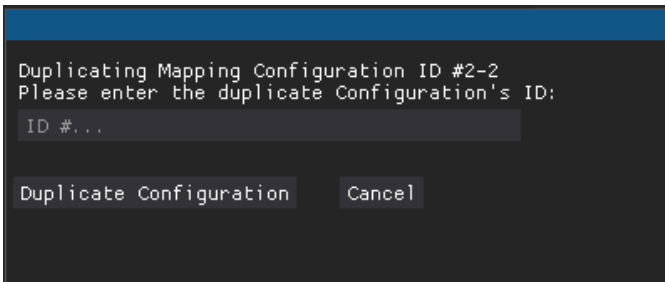 Duplicating Mapping Configuration ID #2-2
Please enter the duplicate Configuration's ID:
ID #...
Duplicate Configuration Cancel